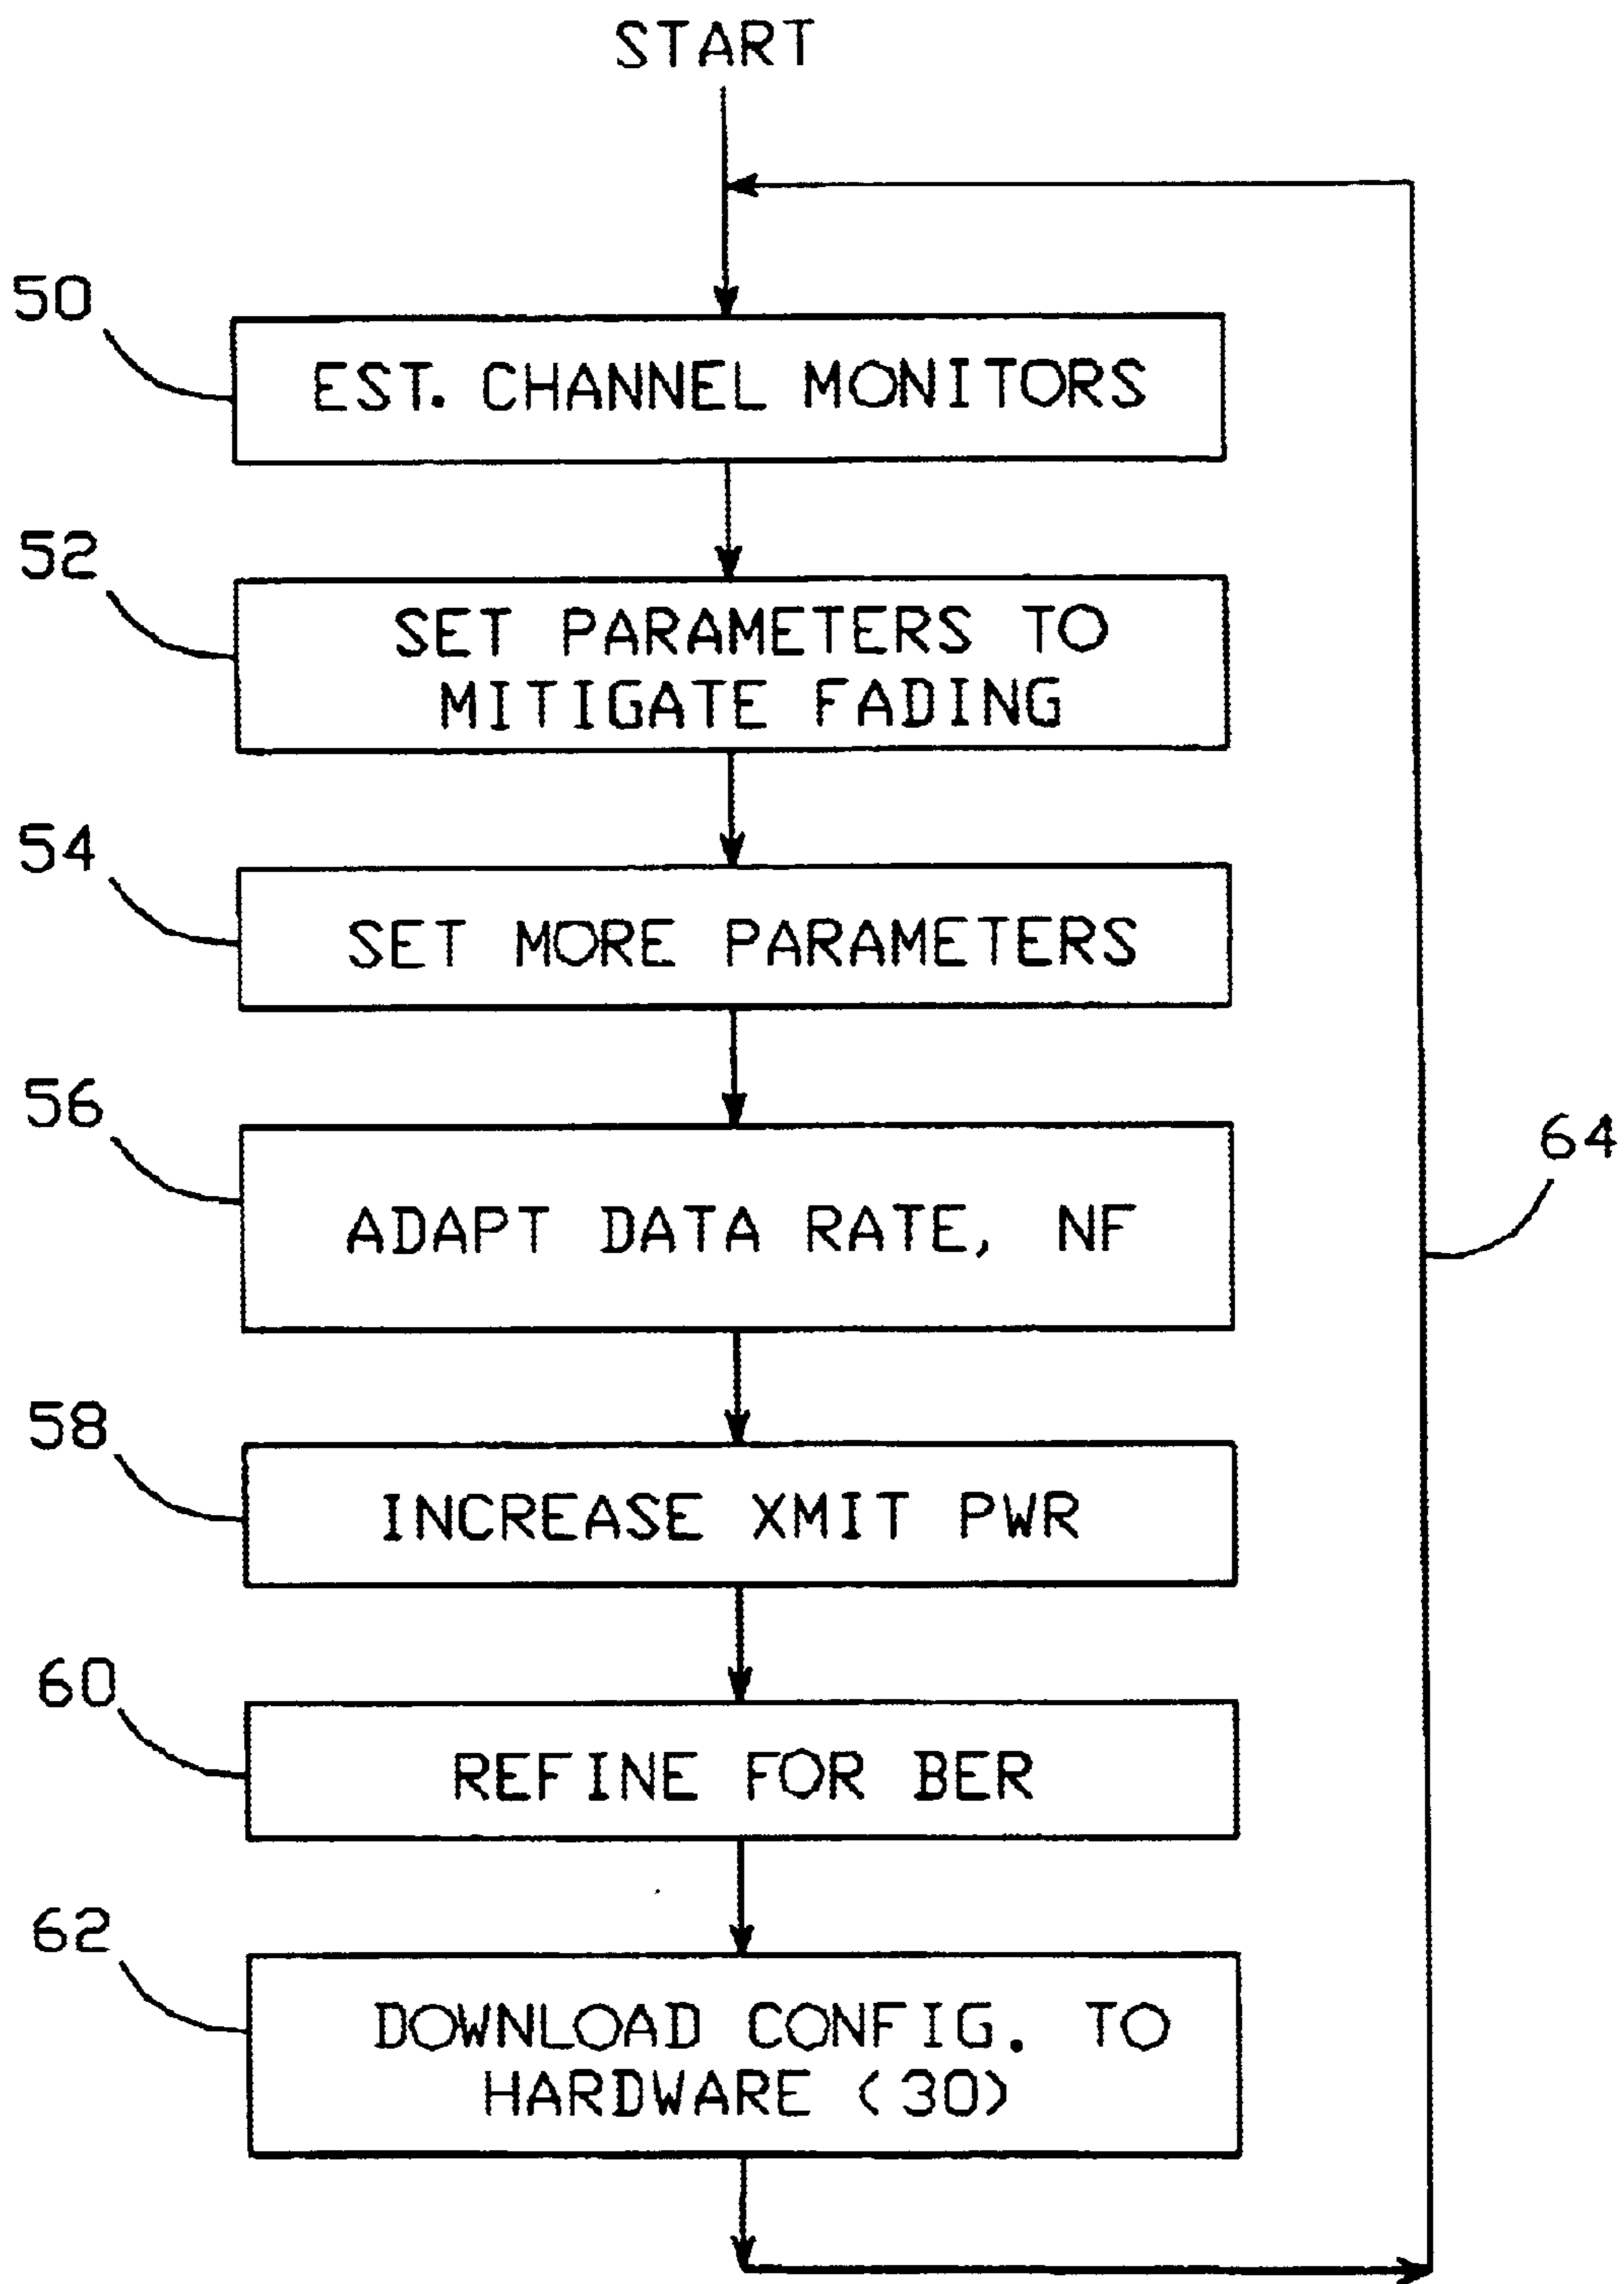 START
50
EST. CHANNEL MONITORS
52
SET PARAMETERS TO
MITIGATE FADING
54
SET MORE PARAMETERS
56
ADAPT DATA RATE, NF
64
58
INCREASE XMIT PWR
60
REFINE FOR BER
62
DOWNLOAD CONFIG. TO
HARDWARE (30)